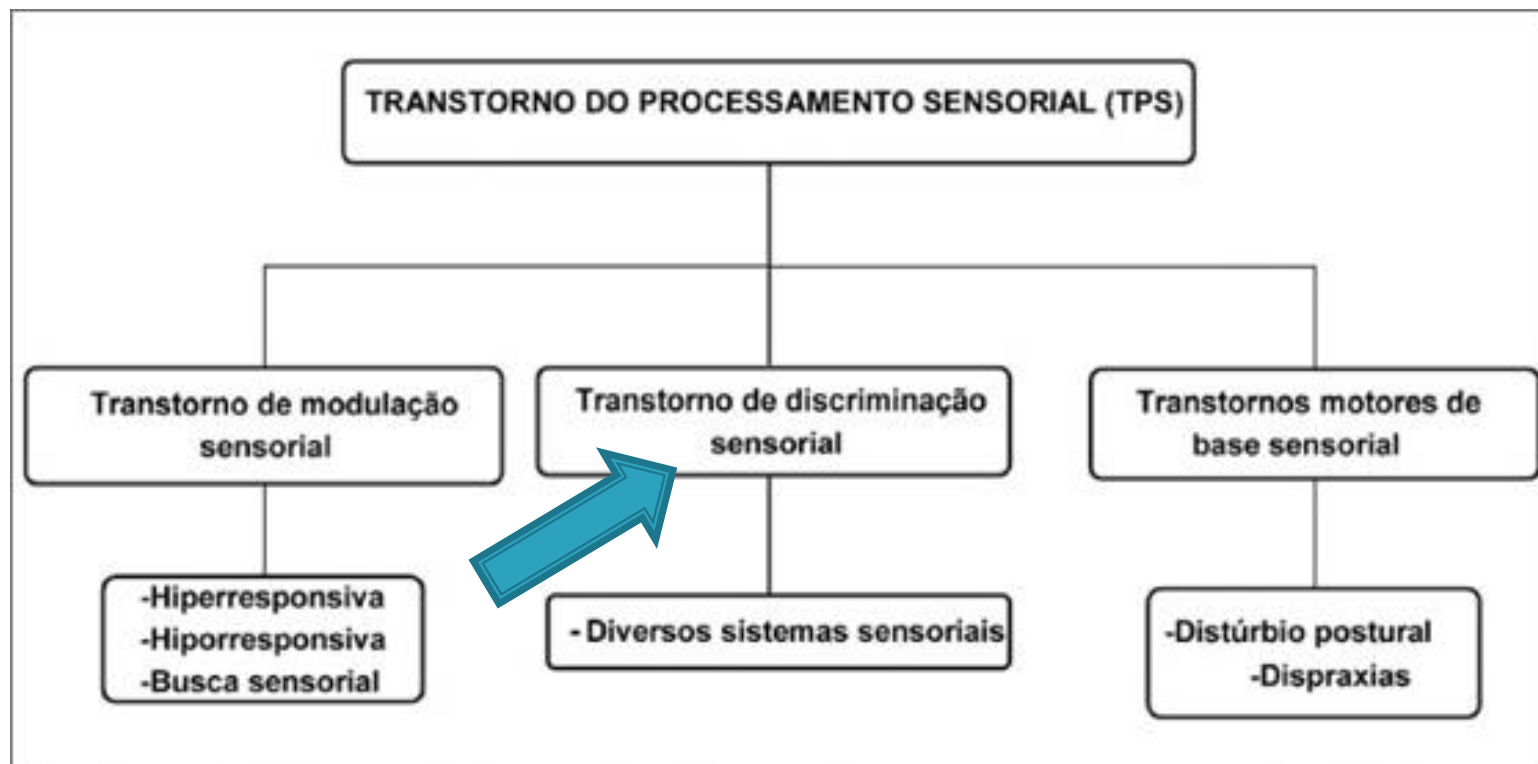 TRANSTORNO DO PROCESSAMENTO SENSORIAL (TPS)
Transtorno de modulação
sensorial
Transtorno de discriminação
sensorial
Transtornos motores de
base sensorial
-Hiperresponsiva
-Hiporresponsiva
-Busca sensorial
- Diversos sistemas sensoriais
-Distúrbio postural
-Dispraxias